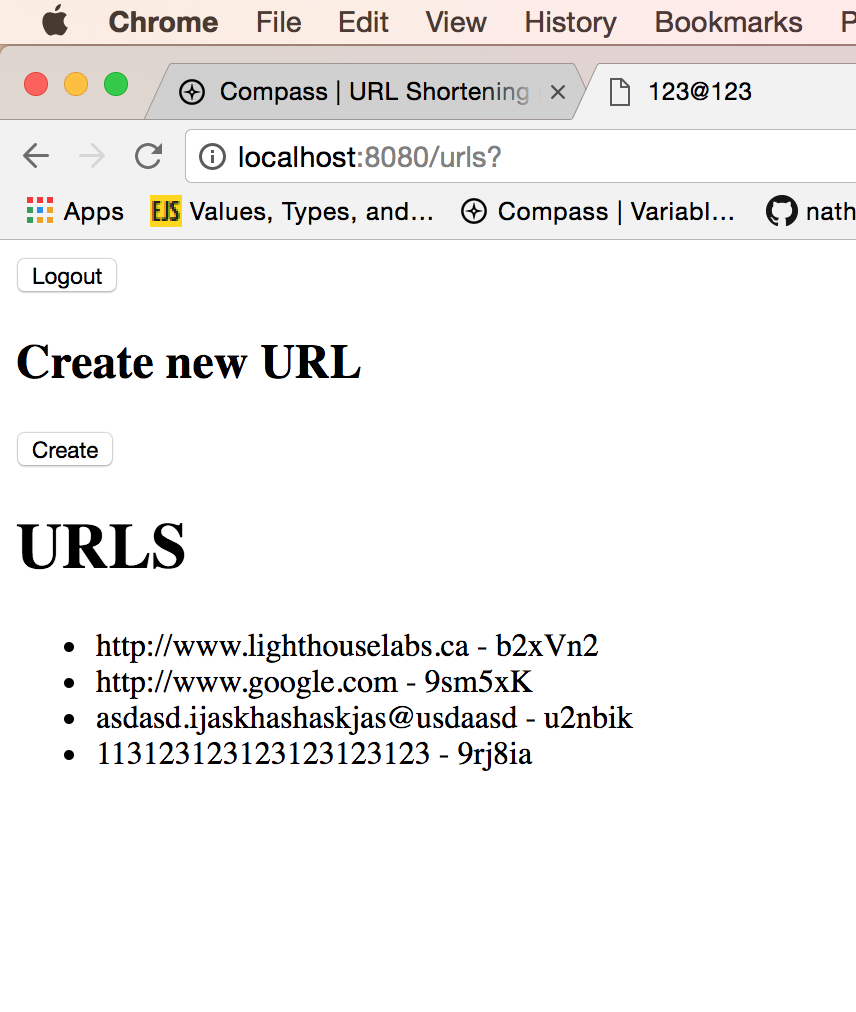 Chrome File Edit View History Bookmarks
Compass | URL Shortening 123@123
localhost:8080/urls?
Apps EJS Values, Types, and... Compass | Variabl... nath
Logout
Create new URL
Create
URLS
http://www.lighthouselabs.ca - b2xVn2
http://www.google.com - 9sm5xK
asdasd.ijaskhashaskjas@usdaasd - u2nbik
113123123123123123123 - 9rj8ia